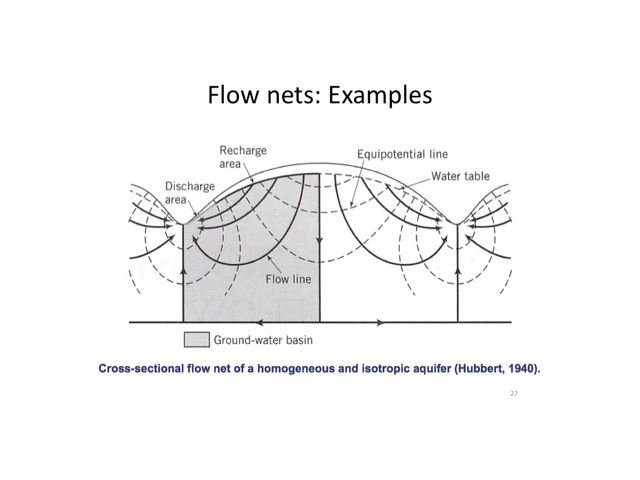 Flow nets: Examples
Recharge
area
Equipotential line
Water table
Discharge
area
Flow line
Ground-water basin
Cross-sectional flow net of a homogeneous and isotropic aquifer (Hubbert, 1940).
27